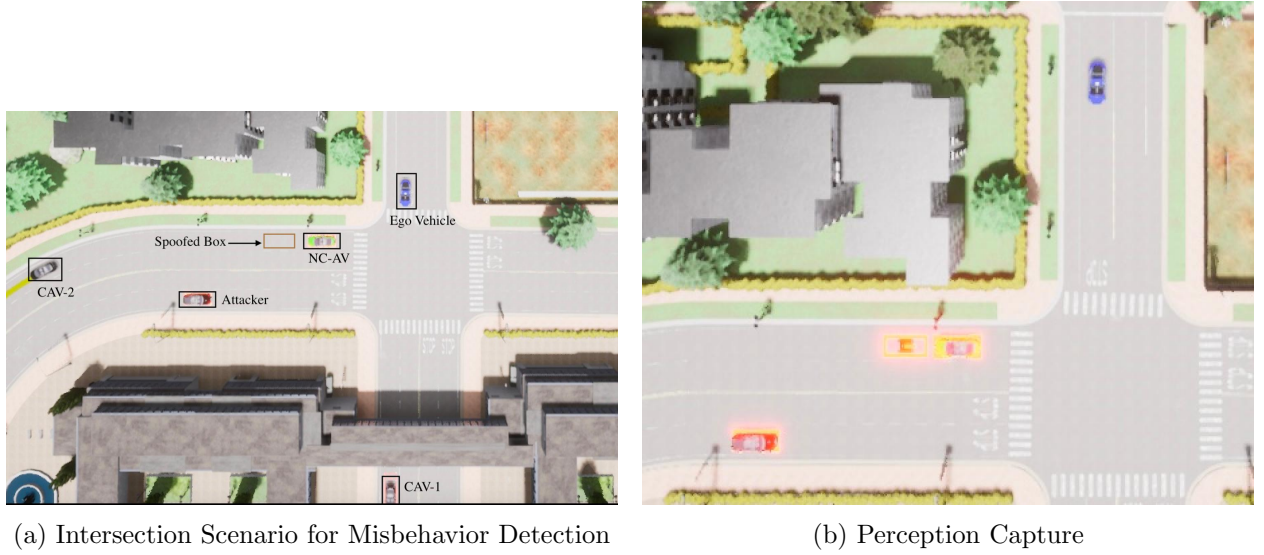 Ego Vehicle
Spoofed Box
NC-AV
CAV-2
Attacker
CAV-1
(a) Intersection Scenario for Misbehavior Detection
(b) Perception Capture